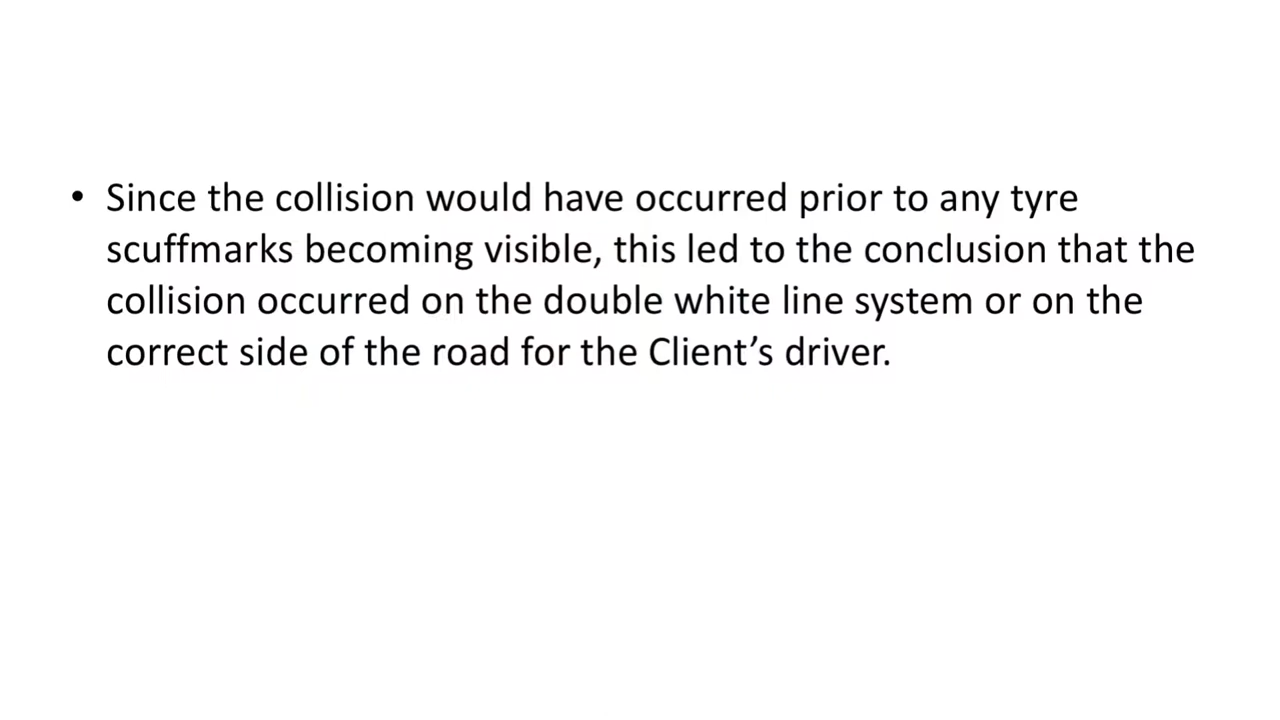 • Since the collision would have occurred prior to any tyre
scuffmarks becoming visible, this led to the conclusion that the
collision occurred on the double white line system or on the
correct side of the road for the Client’s driver.